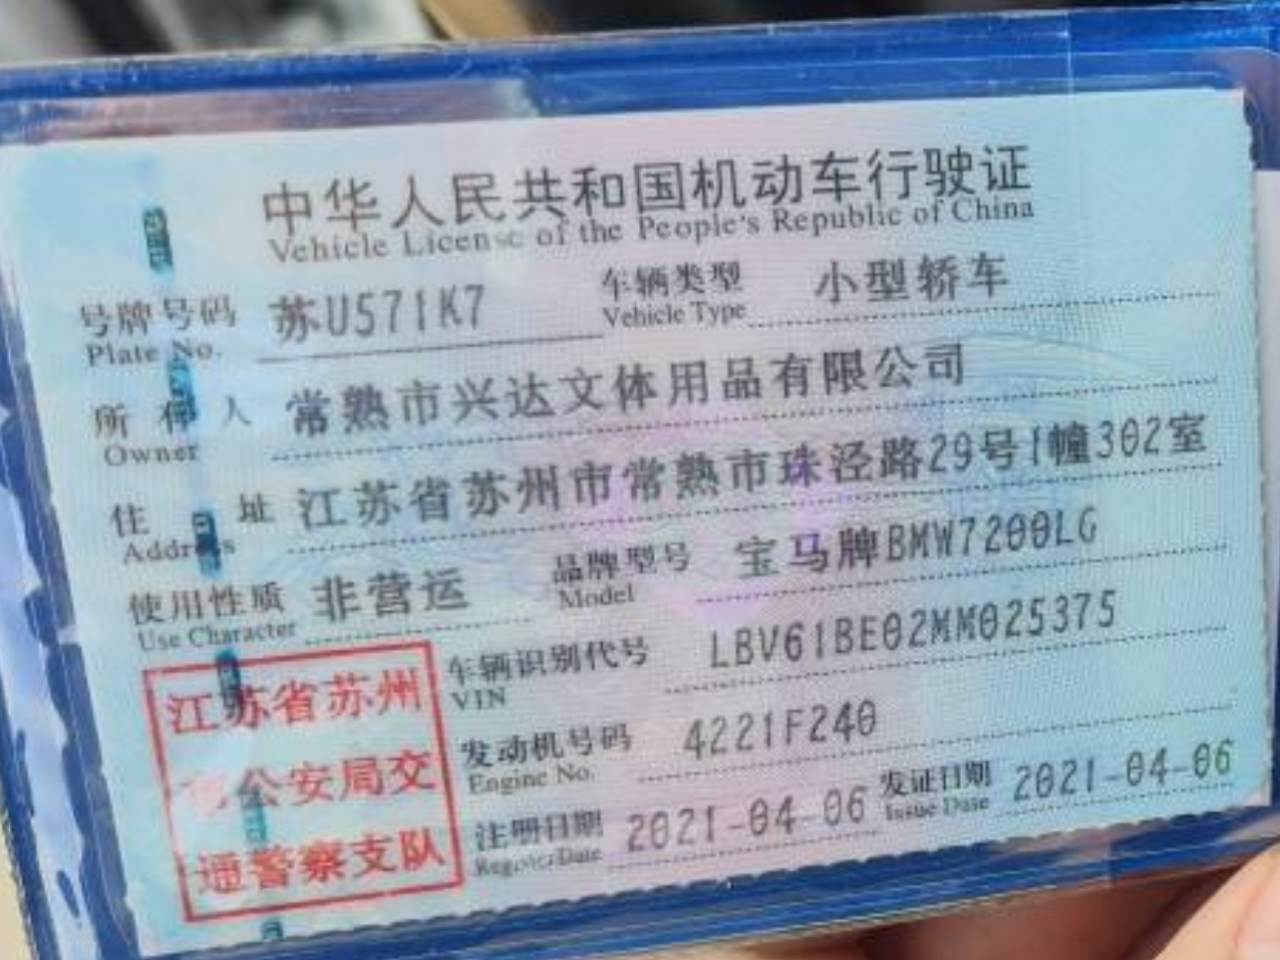 中华人民共和国机动车行驶证
Vehicle License of the People's Republic of China
号牌号码 苏U571K7 车辆类型 小型轿车
Plate No. Vehicle Type
所有人 常熟市兴达文体用品有限公司
Owner
住址 江苏省苏州市常熟市珠泾路29号1幢302室
Address
使用性质 非营运 品牌型号 宝马牌BMW7200LG
Use Character Model
车辆识别代号 LBV61BE02MM025375
VIN
发动机号码 4221F240
Engine No.
注册日期 2021-04-06 发证日期 2021-04-06
Register Date Issue Date
江苏省苏州
公安局交
通警察支队